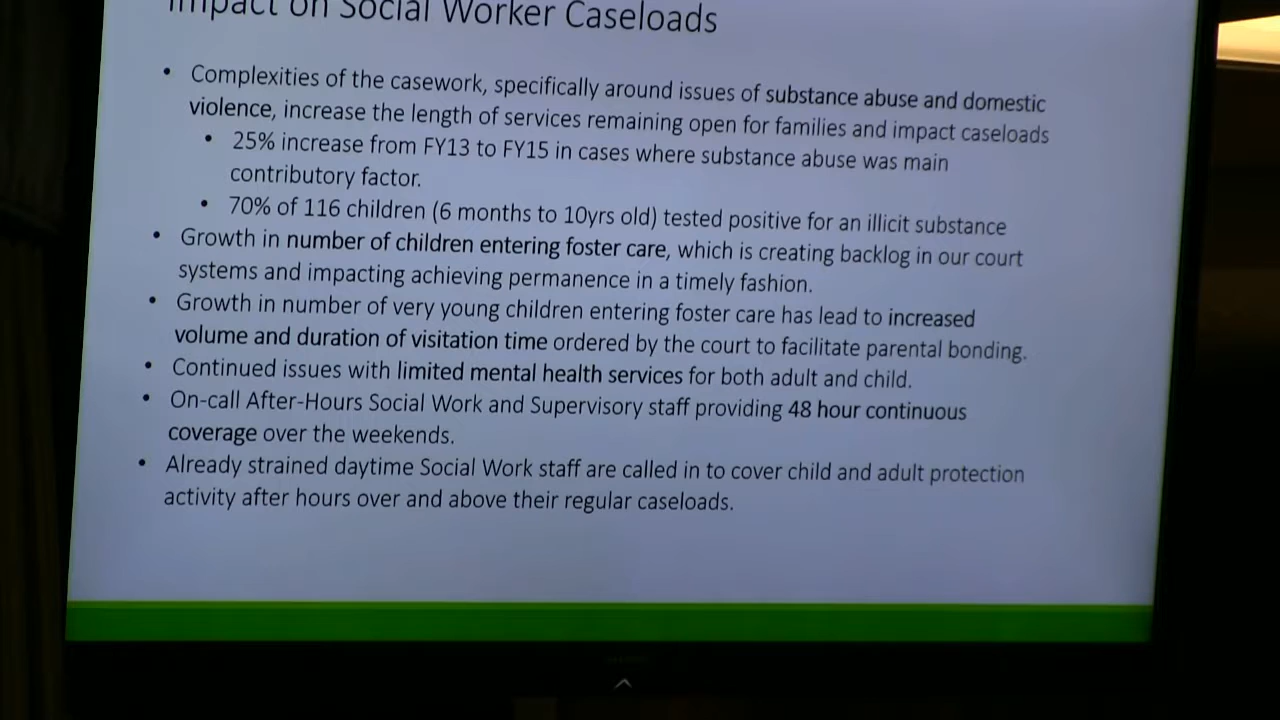 Impact on Social Worker Caseloads
• Complexities of the casework, specifically around issues of substance abuse and domestic
violence, increase the length of services remaining open for families and impact caseloads
• 25% increase from FY13 to FY15 in cases where substance abuse was main
contributory factor.
• 70% of 116 children (6 months to 10yrs old) tested positive for an illicit substance
• Growth in number of children entering foster care, which is creating backlog in our court
systems and impacting achieving permanence in a timely fashion.
• Growth in number of very young children entering foster care has lead to increased
volume and duration of visitation time ordered by the court to facilitate parental bonding.
• Continued issues with limited mental health services for both adult and child.
• On-call After-Hours Social Work and Supervisory staff providing 48 hour continuous
coverage over the weekends.
• Already strained daytime Social Work staff are called in to cover child and adult protection
activity after hours over and above their regular caseloads.